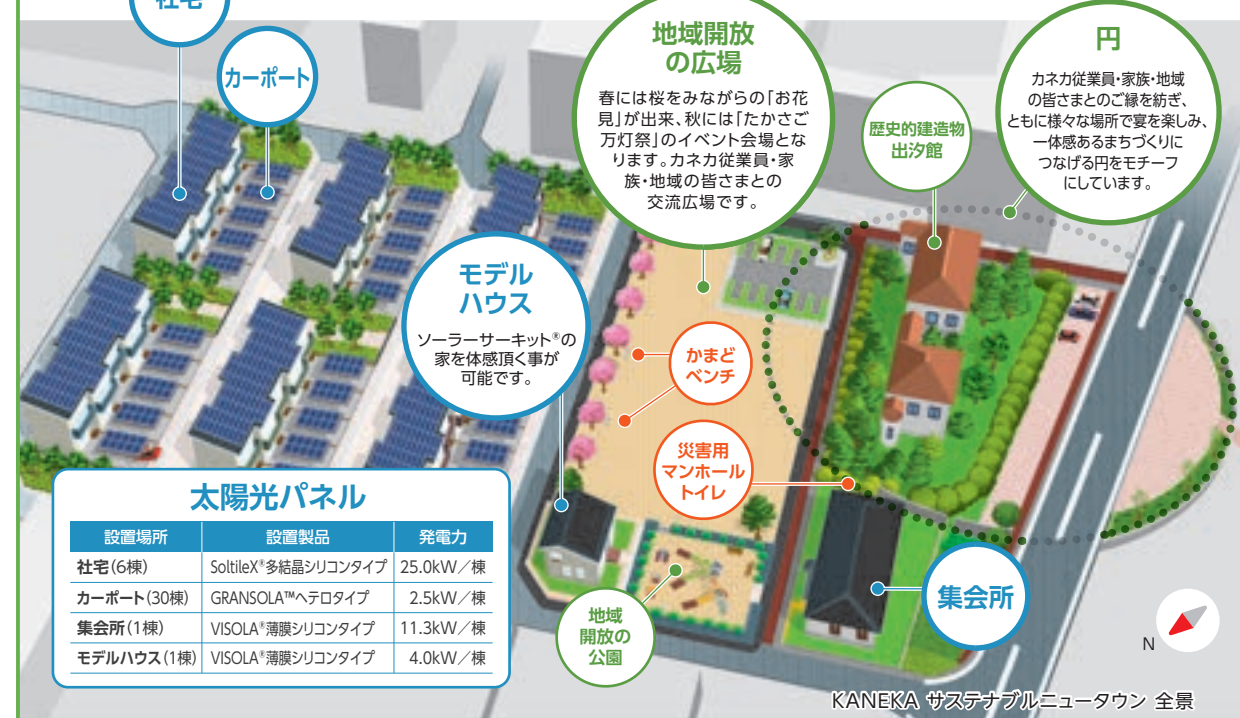 社宅
カーポート
地域開放
の広場
春には桜をみながらの「お花
見」が出来、秋には「たかさご
万灯祭」のイベント会場とな
ります。カネカ従業員・家
族・地域の皆さまとの
交流広場です。
歴史的建造物
出汐館
円
カネカ従業員・家族・地域
の皆さまとのご縁を紡ぎ、
ともに様々な場所で宴を楽しみ、
一体感あるまちづくりに
つなげる円をモチーフ
にしています。
モデル
ハウス
ソーラーサーキット®の
家を体感頂く事が
可能です。
かまど
ベンチ
災害用
マンホール
トイレ
太陽光パネル
設置場所 設置製品 発電力
社宅(6棟) SoltileX®多結晶シリコンタイプ 25.0kW／棟
カーポート(30棟) GRANSOLA™ヘテロタイプ 2.5kW／棟
集会所(1棟) VISOLA®薄膜シリコンタイプ 11.3kW／棟
モデルハウス(1棟) VISOLA®薄膜シリコンタイプ 4.0kW／棟
地域
開放の
公園
集会所
N
KANEKA サステナブルニュータウン 全景